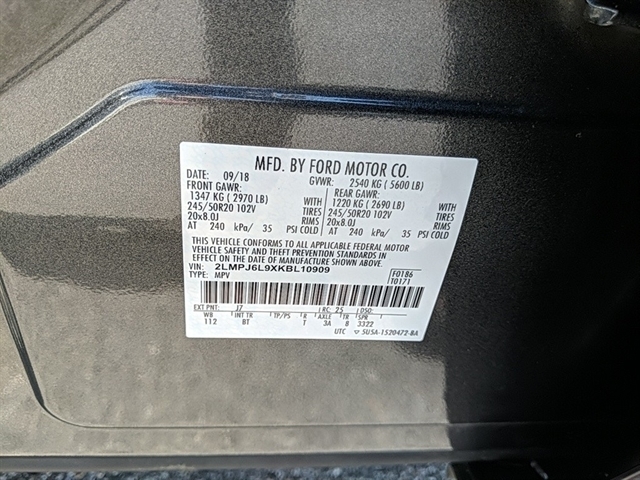 MFD. BY FORD MOTOR CO.
DATE: 09/18 GVWR: 2540 KG ( 5600 LB)
FRONT GAWR: REAR GAWR:
1347 KG ( 2970 LB) WITH 1220 KG ( 2690 LB) WITH
245/50R20 102V TIRES 245/50R20 102V TIRES
20x8.0J RIMS 20x8.0J RIMS
AT 240 kPa/ 35 PSI COLD AT 240 kPa/ 35 PSI COLD
THIS VEHICLE CONFORMS TO ALL APPLICABLE FEDERAL MOTOR
VEHICLE SAFETY AND THEFT PREVENTION STANDARDS IN
EFFECT ON THE DATE OF MANUFACTURE SHOWN ABOVE.
VIN: 2LMPJ6L9XKBL10909 F0186
TYPE: MPV T0171
EXT PNT: J7 RC: 25 DSO:
WB INT TR TP/PS R AXLE TR SPR
112 BT T 3A 8 3322
UTC ▽ 5U5A-1520472-BA